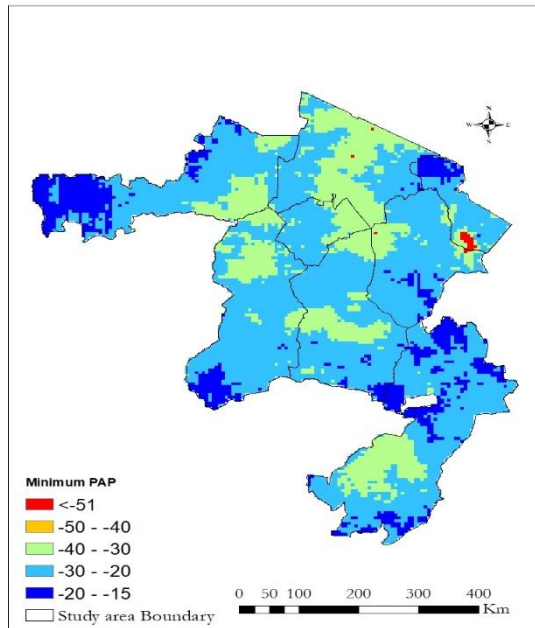 N
W E
S
Minimum PAP
<-51
-50 - -40
-40 - -30
-30 - -20
-20 - -15
Study area Boundary
0 50 100 200 300 400
Km